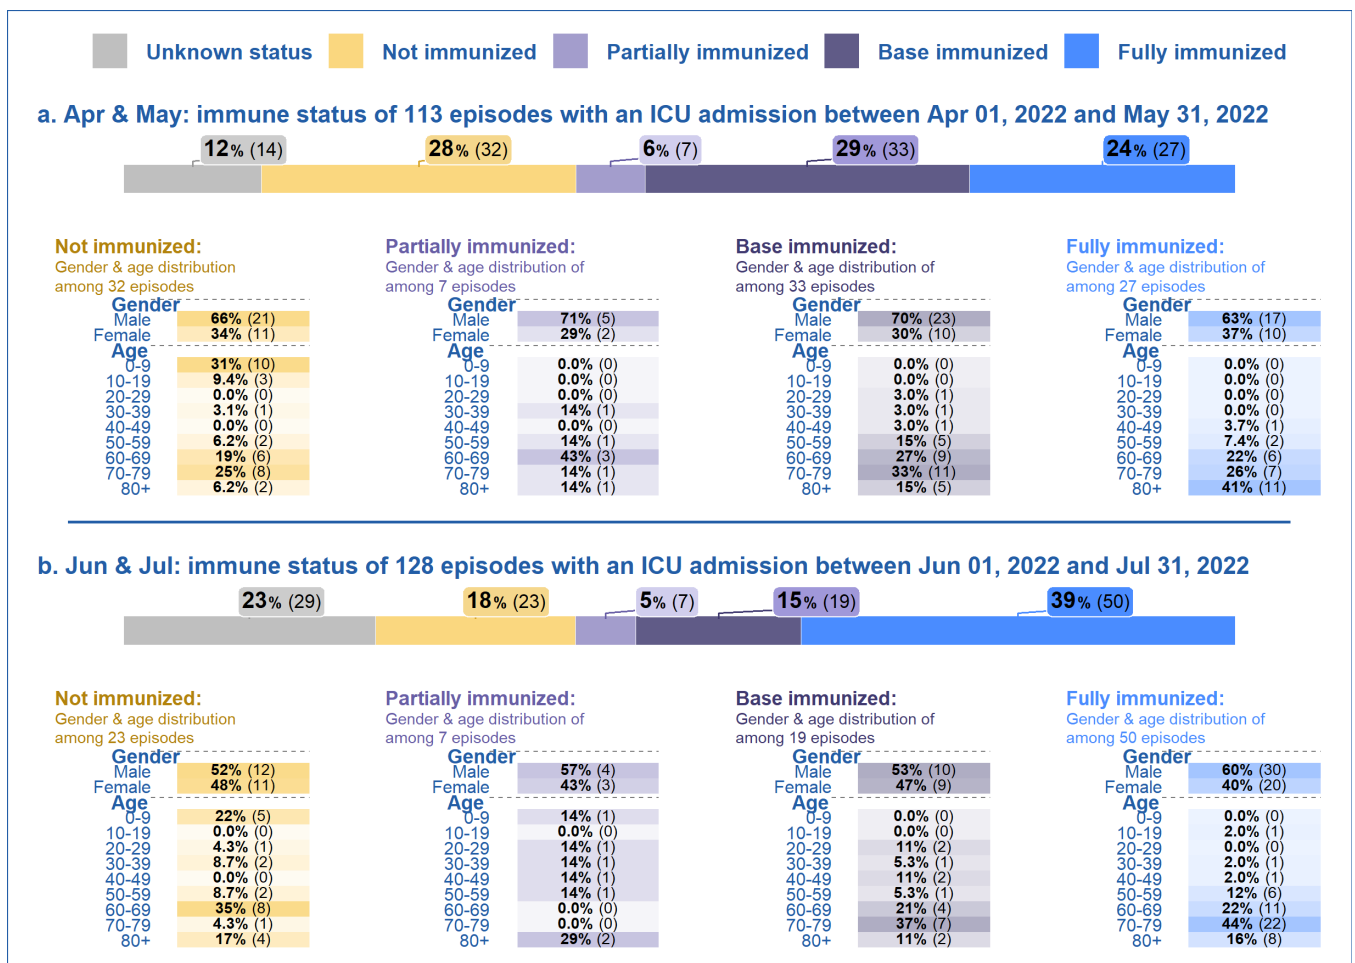 Unknown status Not immunized Partially immunized Base immunized Fully immunized
a. Apr & May: immune status of 113 episodes with an ICU admission between Apr 01, 2022 and May 31, 2022
12% (14) 28% (32) 6% (7) 29% (33) 24% (27)
Not immunized: Partially immunized: Base immunized: Fully immunized:
Gender & age distribution Gender & age distribution of Gender & age distribution of Gender & age distribution of
among 32 episodes among 7 episodes among 33 episodes among 27 episodes
Gender Gender Gender Gender
Male 66% (21) Male 71% (5) Male 70% (23) Male 63% (17)
Female 34% (11) Female 29% (2) Female 30% (10) Female 37% (10)
Age Age Age Age
0-9 31% (10) 0-9 0.0% (0) 0-9 0.0% (0) 0-9 0.0% (0)
10-19 9.4% (3) 10-19 0.0% (0) 10-19 0.0% (0) 10-19 0.0% (0)
20-29 0.0% (0) 20-29 0.0% (0) 20-29 3.0% (1) 20-29 0.0% (0)
30-39 3.1% (1) 30-39 14% (1) 30-39 3.0% (1) 30-39 0.0% (0)
40-49 0.0% (0) 40-49 0.0% (0) 40-49 3.0% (1) 40-49 3.7% (1)
50-59 6.2% (2) 50-59 14% (1) 50-59 15% (5) 50-59 7.4% (2)
60-69 19% (6) 60-69 43% (3) 60-69 27% (9) 60-69 22% (6)
70-79 25% (8) 70-79 14% (1) 70-79 33% (11) 70-79 26% (7)
80+ 6.2% (2) 80+ 14% (1) 80+ 15% (5) 80+ 41% (11)
b. Jun & Jul: immune status of 128 episodes with an ICU admission between Jun 01, 2022 and Jul 31, 2022
23% (29) 18% (23) 5% (7) 15% (19) 39% (50)
Not immunized: Partially immunized: Base immunized: Fully immunized:
Gender & age distribution Gender & age distribution of Gender & age distribution of Gender & age distribution of
among 23 episodes among 7 episodes among 19 episodes among 50 episodes
Gender Gender Gender Gender
Male 52% (12) Male 57% (4) Male 53% (10) Male 60% (30)
Female 48% (11) Female 43% (3) Female 47% (9) Female 40% (20)
Age Age Age Age
0-9 22% (5) 0-9 14% (1) 0-9 0.0% (0) 0-9 0.0% (0)
10-19 0.0% (0) 10-19 0.0% (0) 10-19 0.0% (0) 10-19 2.0% (1)
20-29 4.3% (1) 20-29 14% (1) 20-29 11% (2) 20-29 0.0% (0)
30-39 8.7% (2) 30-39 14% (1) 30-39 5.3% (1) 30-39 2.0% (1)
40-49 0.0% (0) 40-49 14% (1) 40-49 11% (2) 40-49 2.0% (1)
50-59 8.7% (2) 50-59 14% (1) 50-59 5.3% (1) 50-59 12% (6)
60-69 35% (8) 60-69 0.0% (0) 60-69 21% (4) 60-69 22% (11)
70-79 4.3% (1) 70-79 0.0% (0) 70-79 37% (7) 70-79 44% (22)
80+ 17% (4) 80+ 29% (2) 80+ 11% (2) 80+ 16% (8)